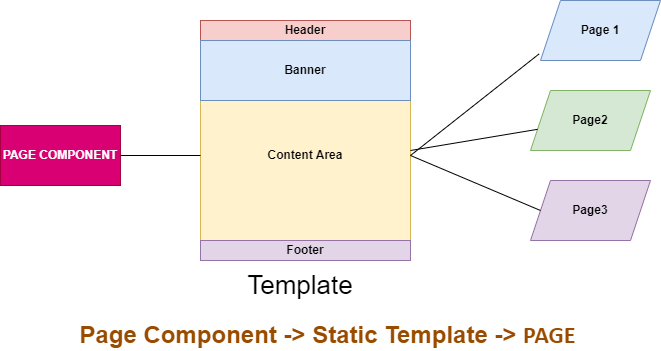 Header
Page 1
Banner
Page2
PAGE COMPONENT
Content Area
Page3
Footer
Template
Page Component -> Static Template -> PAGE